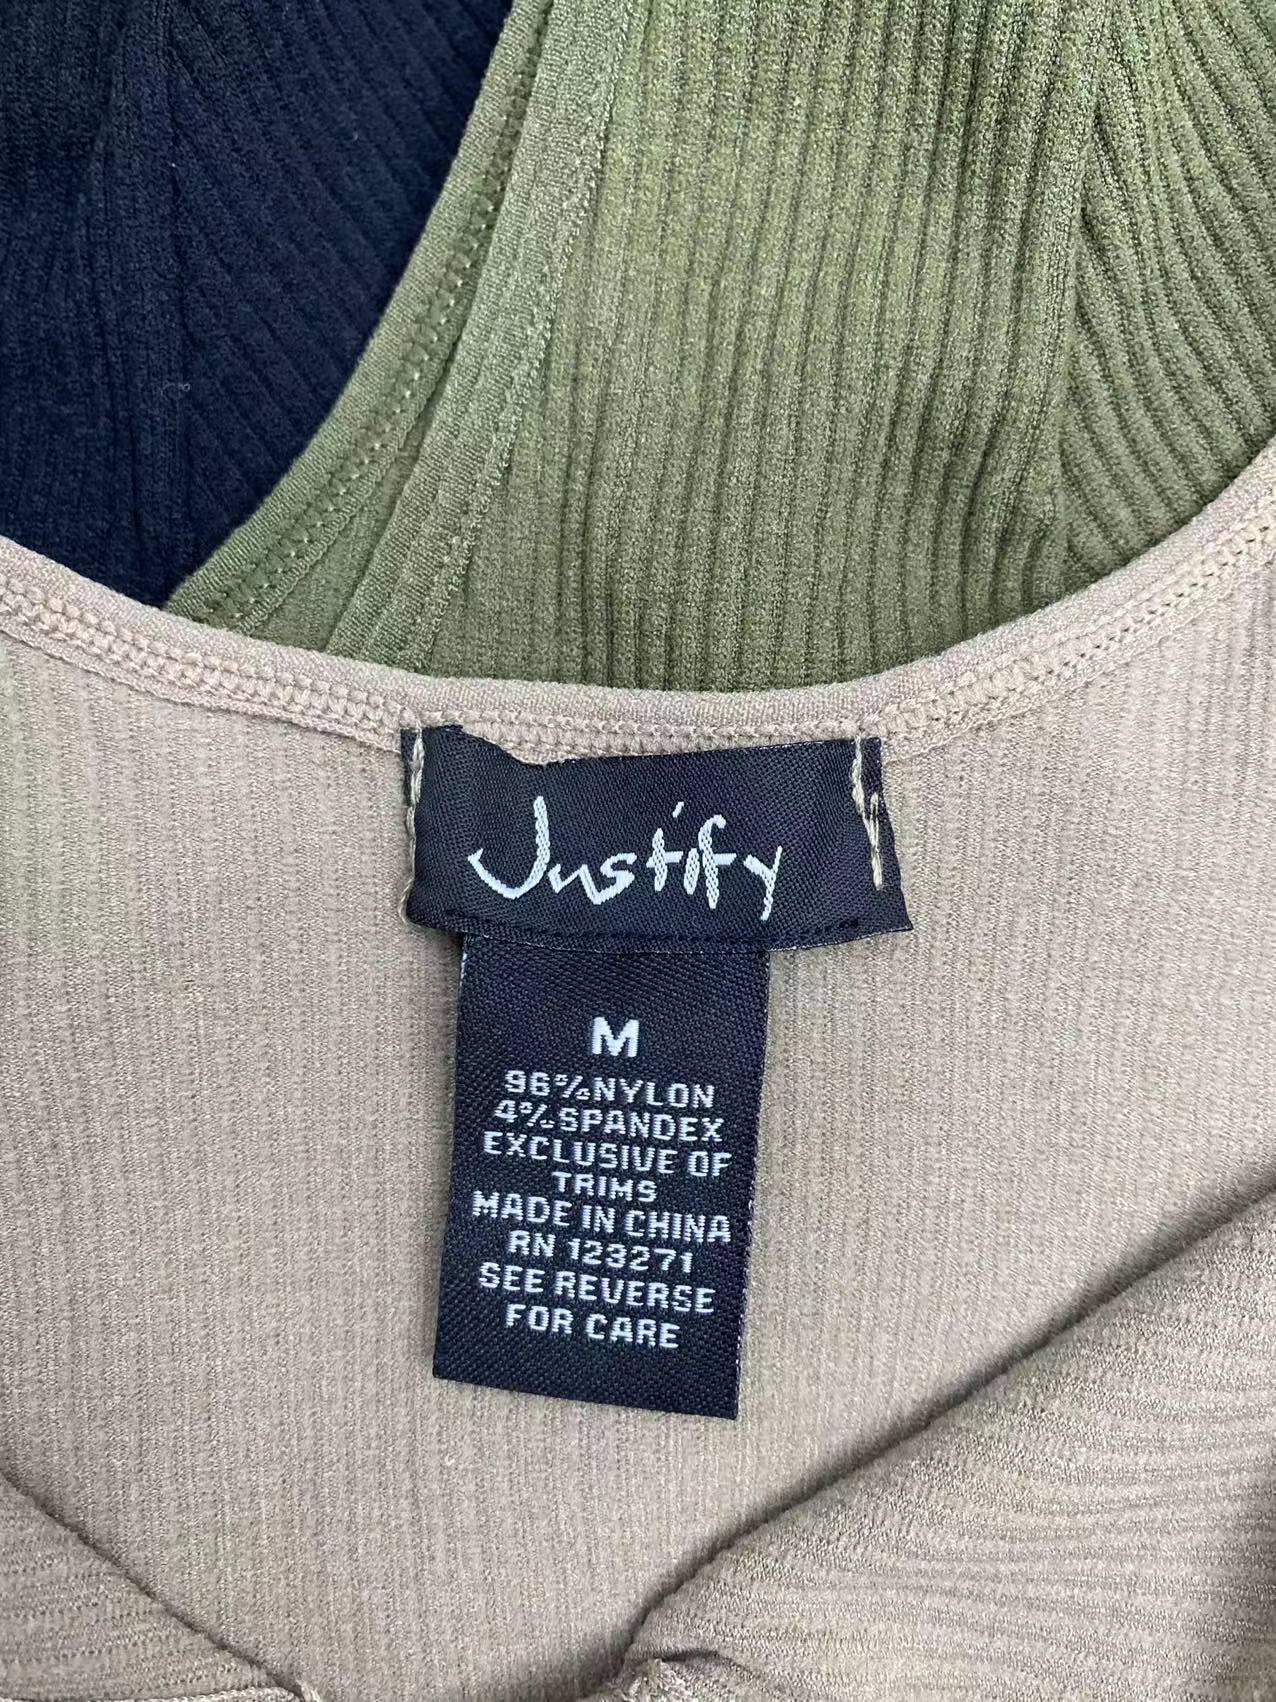 Justify
M
96%NYLON
4%SPANDEX
EXCLUSIVE OF
TRIMS
MADE IN CHINA
RN 123271
SEE REVERSE
FOR CARE